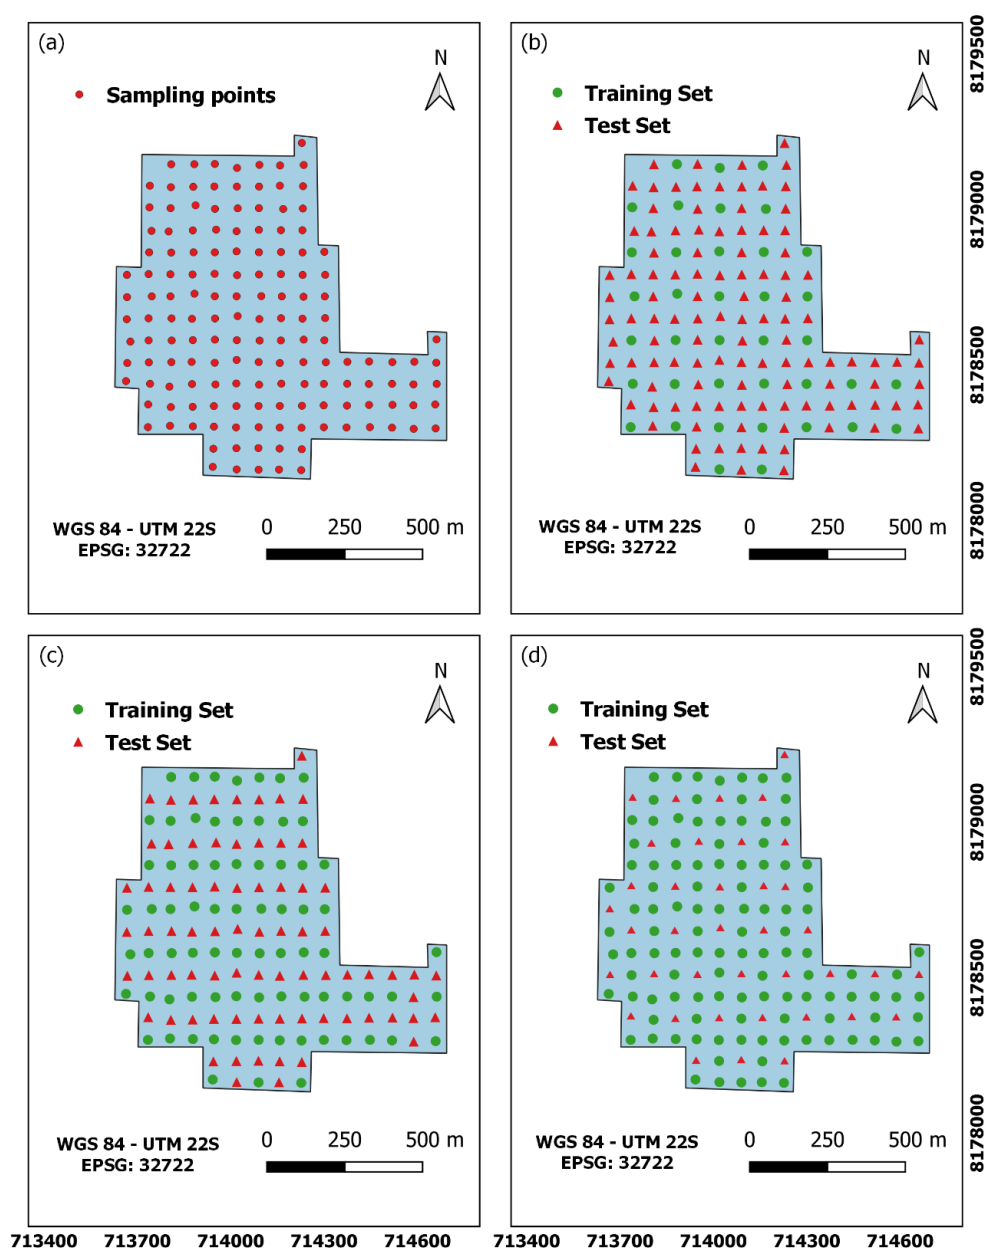 (a)
N
Sampling points
WGS 84 - UTM 22S
EPSG: 32722
0 250 500 m
(b)
N
Training Set
Test Set
WGS 84 - UTM 22S
EPSG: 32722
0 250 500 m
8179500
8179000
8178500
8178000
(c)
N
Training Set
Test Set
WGS 84 - UTM 22S
EPSG: 32722
0 250 500 m
(d)
N
Training Set
Test Set
WGS 84 - UTM 22S
EPSG: 32722
0 250 500 m
8179500
8179000
8178500
8178000
713400 713700 714000 714300 714600
713400 713700 714000 714300 714600